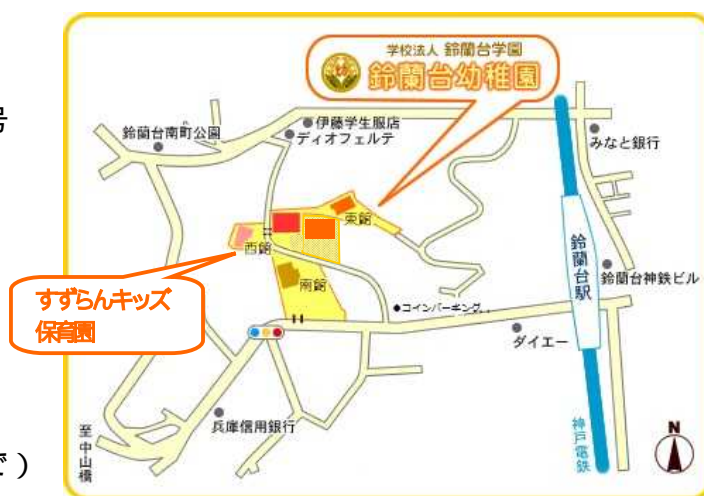 学校法人 鈴蘭台学園
幼
鈴蘭台幼稚園
号
鈴蘭台南町公園
伊藤学生服店
ディオフェルテ
みなと銀行
東館
西館
鈴蘭台駅
鈴蘭台神鉄ビル
すずらんキッズ
保育園
南館
コインパーキング
ダイエー
兵庫信用銀行
至中山橋
神戸電鉄
N
で)